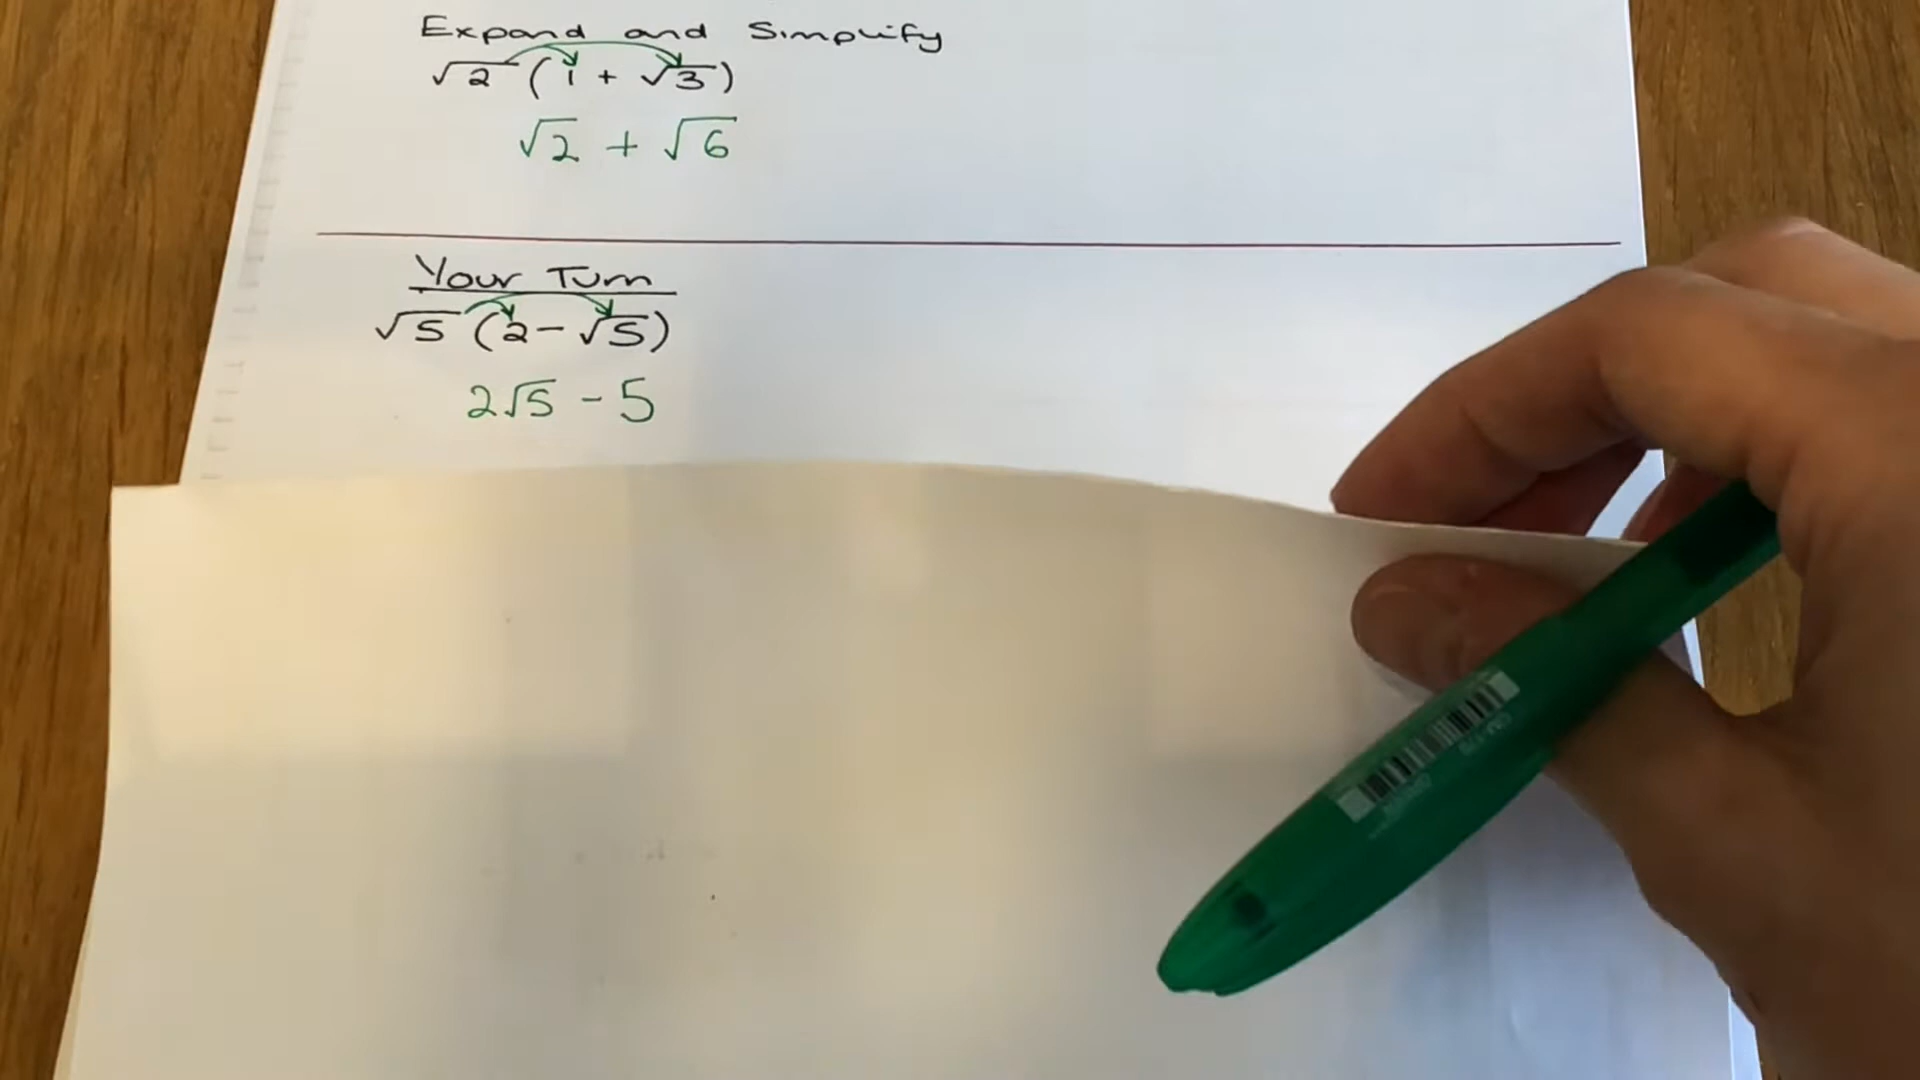 Expand and Simplify
√2 (1 + √3)
√2 + √6
Your Turn
√5 (2 - √5)
2√5 - 5